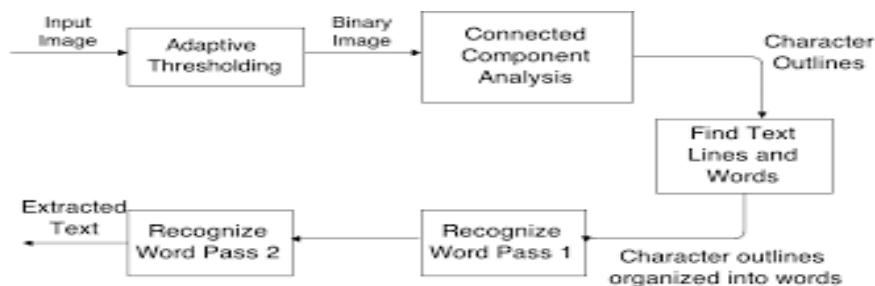 Input
Image
Adaptive
Thresholding
Binary
Image
Connected
Component
Analysis
Character
Outlines
Find Text
Lines and
Words
Character outlines
organized into words
Recognize
Word Pass 1
Recognize
Word Pass 2
Extracted
Text